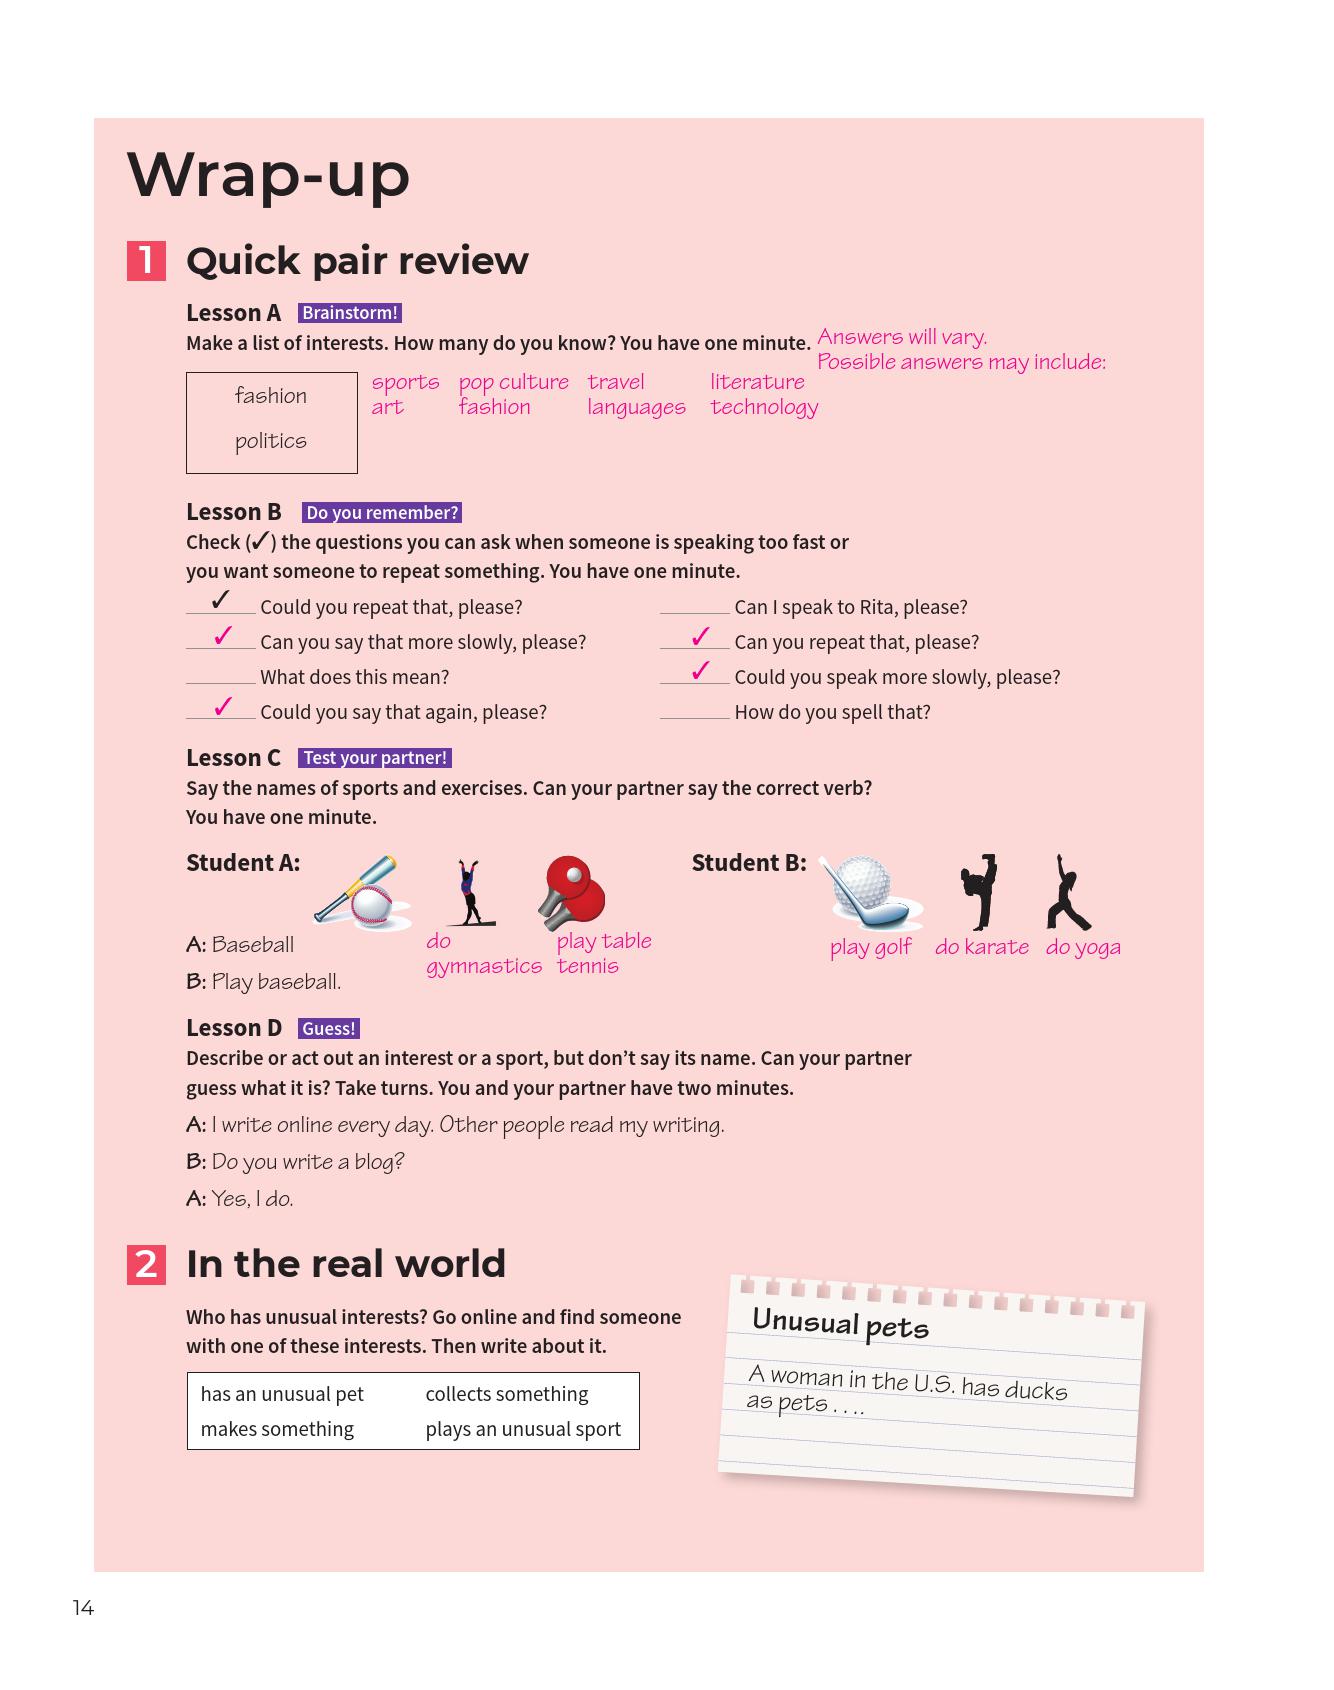 Wrap-up
1 Quick pair review
Lesson A Brainstorm!
Make a list of interests. How many do you know? You have one minute. Answers will vary.
Possible answers may include:
fashion
politics
sports pop culture travel literature
art fashion languages technology
Lesson B Do you remember?
Check (✓) the questions you can ask when someone is speaking too fast or
you want someone to repeat something. You have one minute.
✓ Could you repeat that, please?
✓ Can you say that more slowly, please?
What does this mean?
✓ Could you say that again, please?
Can I speak to Rita, please?
✓ Can you repeat that, please?
✓ Could you speak more slowly, please?
How do you spell that?
Lesson C Test your partner!
Say the names of sports and exercises. Can your partner say the correct verb?
You have one minute.
Student A:
A: Baseball
B: Play baseball.
do
gymnastics
play table
tennis
Student B:
play golf do karate do yoga
Lesson D Guess!
Describe or act out an interest or a sport, but don’t say its name. Can your partner
guess what it is? Take turns. You and your partner have two minutes.
A: I write online every day. Other people read my writing.
B: Do you write a blog?
A: Yes, I do.
2 In the real world
Who has unusual interests? Go online and find someone
with one of these interests. Then write about it.
has an unusual pet collects something
makes something plays an unusual sport
Unusual pets
A woman in the U.S. has ducks
as pets . . . .
14